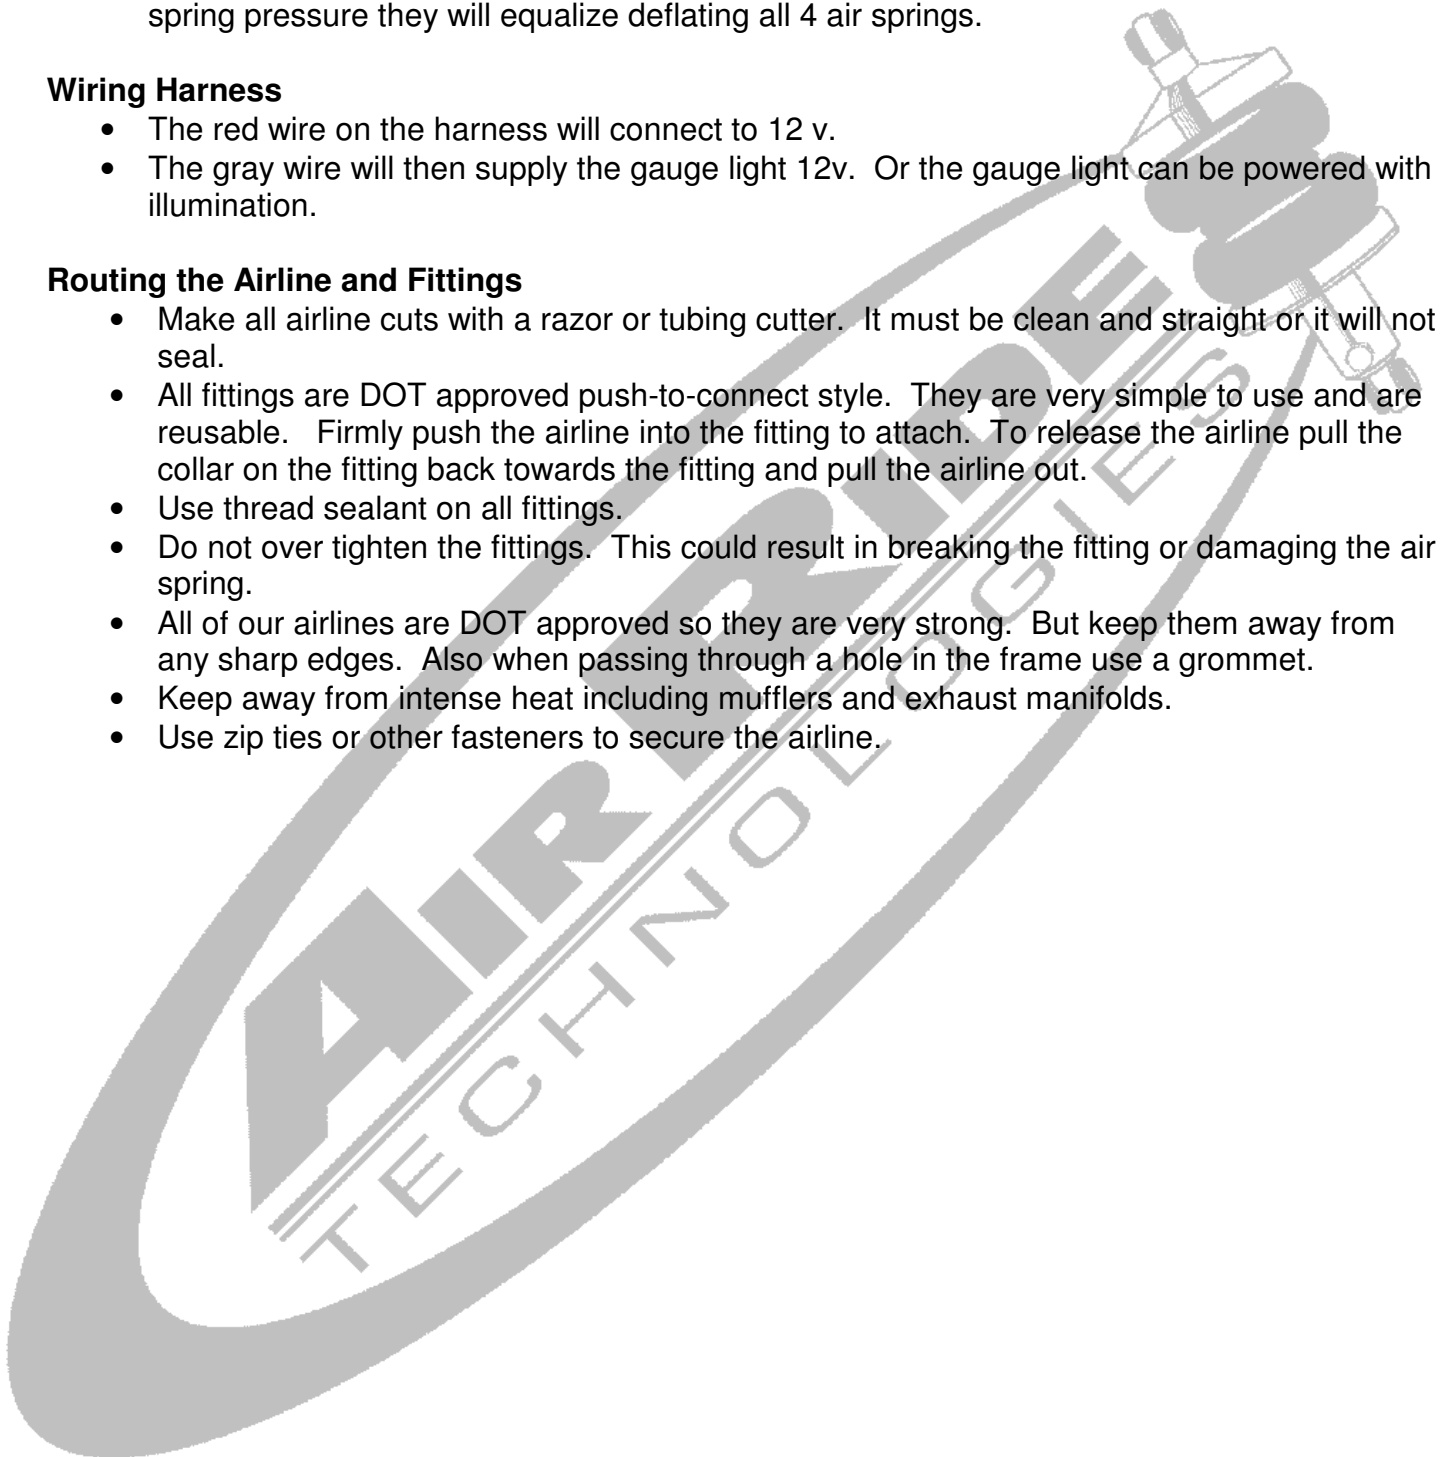 spring pressure they will equalize deflating all 4 air springs.
Wiring Harness
• The red wire on the harness will connect to 12 v.
• The gray wire will then supply the gauge light 12v.  Or the gauge light can be powered with
illumination.
Routing the Airline and Fittings
• Make all airline cuts with a razor or tubing cutter.  It must be clean and straight or it will not
seal.
• All fittings are DOT approved push-to-connect style.  They are very simple to use and are
reusable.   Firmly push the airline into the fitting to attach.  To release the airline pull the
collar on the fitting back towards the fitting and pull the airline out.
• Use thread sealant on all fittings.
• Do not over tighten the fittings.  This could result in breaking the fitting or damaging the air
spring.
• All of our airlines are DOT approved so they are very strong.  But keep them away from
any sharp edges.  Also when passing through a hole in the frame use a grommet.
• Keep away from intense heat including mufflers and exhaust manifolds.
• Use zip ties or other fasteners to secure the airline.
AIR RIDE
TECHNOLOGIES